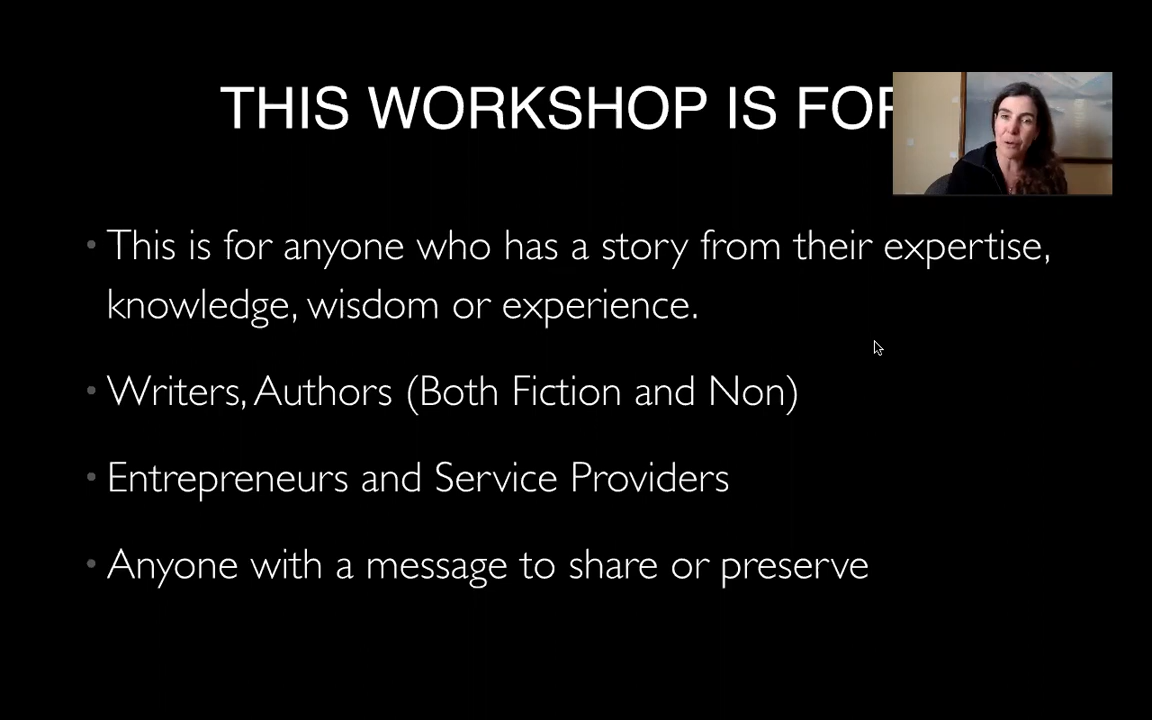 THIS WORKSHOP IS FOR
• This is for anyone who has a story from their expertise,
knowledge, wisdom or experience.
• Writers, Authors (Both Fiction and Non)
• Entrepreneurs and Service Providers
• Anyone with a message to share or preserve